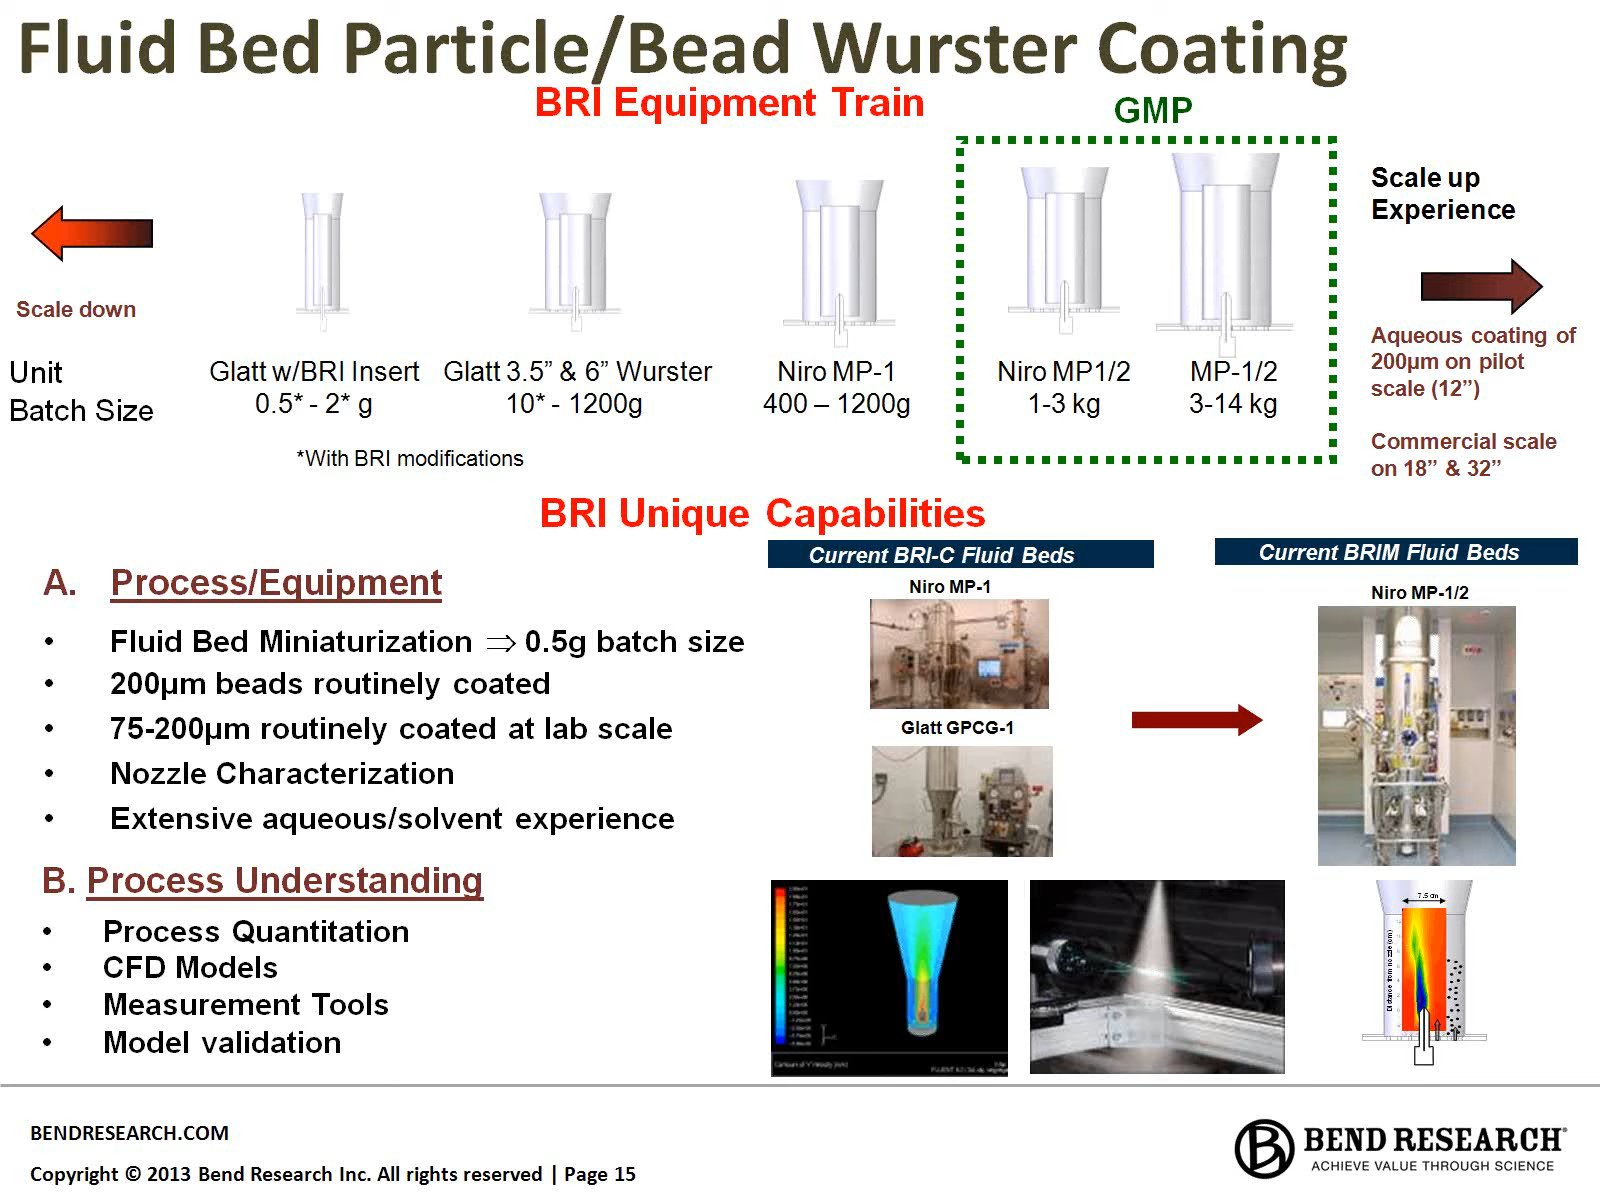 Fluid Bed Particle/Bead Wurster Coating
BRI Equipment Train
GMP
Scale up
Experience
Scale down
Aqueous coating of
200µm on pilot
scale (12”)
Commercial scale
on 18” & 32”
Unit
Batch Size
Glatt w/BRI Insert
0.5* - 2* g
Glatt 3.5” & 6” Wurster
10* - 1200g
Niro MP-1
400 – 1200g
Niro MP1/2
1-3 kg
MP-1/2
3-14 kg
*With BRI modifications
BRI Unique Capabilities
A. Process/Equipment
• Fluid Bed Miniaturization ⇒ 0.5g batch size
• 200µm beads routinely coated
• 75-200µm routinely coated at lab scale
• Nozzle Characterization
• Extensive aqueous/solvent experience
B. Process Understanding
• Process Quantitation
• CFD Models
• Measurement Tools
• Model validation
Current BRI-C Fluid Beds
Niro MP-1
Glatt GPCG-1
Current BRIM Fluid Beds
Niro MP-1/2
Contours of Y Velocity (m/s)
7.5 cm
Distance from nozzle (cm)
BENDRESEARCH.COM
Copyright © 2013 Bend Research Inc. All rights reserved | Page 15
B
BEND RESEARCH®
ACHIEVE VALUE THROUGH SCIENCE